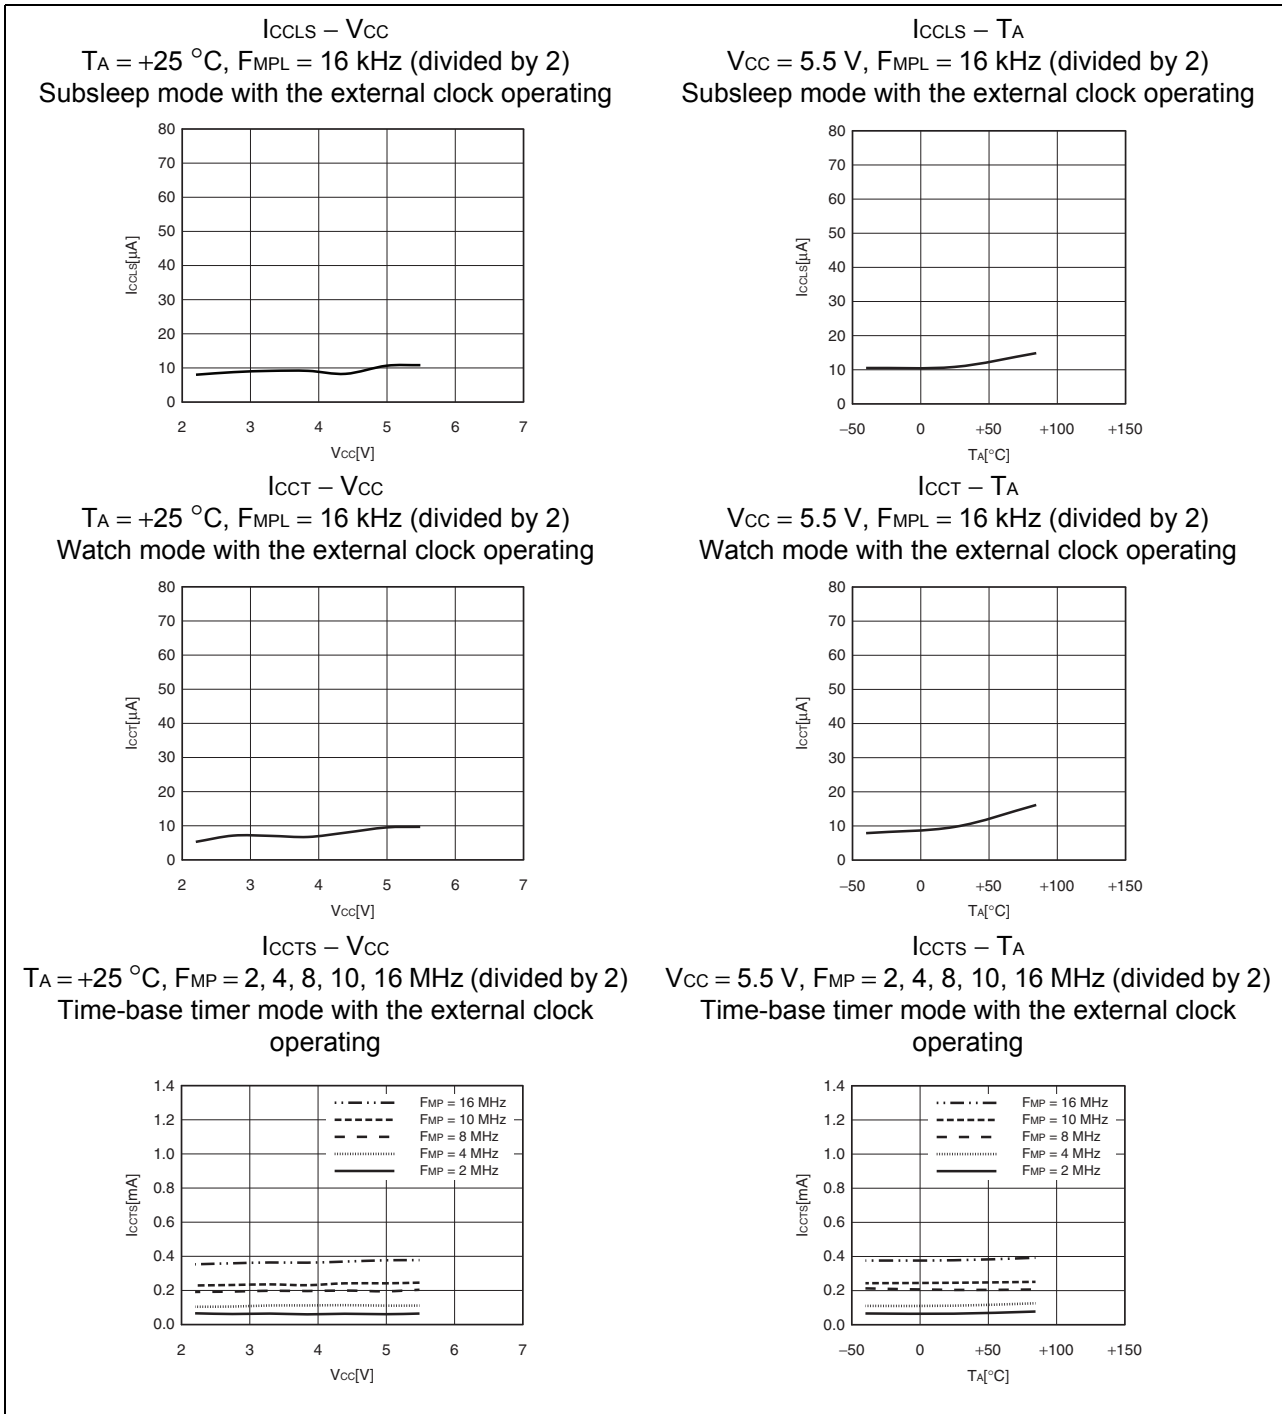 ICCLS – VCC
TA = +25 °C, FMPL = 16 kHz (divided by 2)
Subsleep mode with the external clock operating
80
70
60
50
40
30
20
10
0
ICCLS[μA]
2 3 4 5 6 7
VCC[V]
ICCLS – TA
VCC = 5.5 V, FMPL = 16 kHz (divided by 2)
Subsleep mode with the external clock operating
80
70
60
50
40
30
20
10
0
ICCLS[μA]
−50 0 +50 +100 +150
TA[°C]
ICCT – VCC
TA = +25 °C, FMPL = 16 kHz (divided by 2)
Watch mode with the external clock operating
80
70
60
50
40
30
20
10
0
ICCT[μA]
2 3 4 5 6 7
VCC[V]
ICCT – TA
VCC = 5.5 V, FMPL = 16 kHz (divided by 2)
Watch mode with the external clock operating
80
70
60
50
40
30
20
10
0
ICCT[μA]
−50 0 +50 +100 +150
TA[°C]
ICCTS – VCC
TA = +25 °C, FMP = 2, 4, 8, 10, 16 MHz (divided by 2)
Time-base timer mode with the external clock
operating
1.4
1.2
1.0
0.8
0.6
0.4
0.2
0.0
ICCTS[mA]
FMP = 16 MHz
FMP = 10 MHz
FMP = 8 MHz
FMP = 4 MHz
FMP = 2 MHz
2 3 4 5 6 7
VCC[V]
ICCTS – TA
VCC = 5.5 V, FMP = 2, 4, 8, 10, 16 MHz (divided by 2)
Time-base timer mode with the external clock
operating
1.4
1.2
1.0
0.8
0.6
0.4
0.2
0.0
ICCTS[mA]
FMP = 16 MHz
FMP = 10 MHz
FMP = 8 MHz
FMP = 4 MHz
FMP = 2 MHz
−50 0 +50 +100 +150
TA[°C]